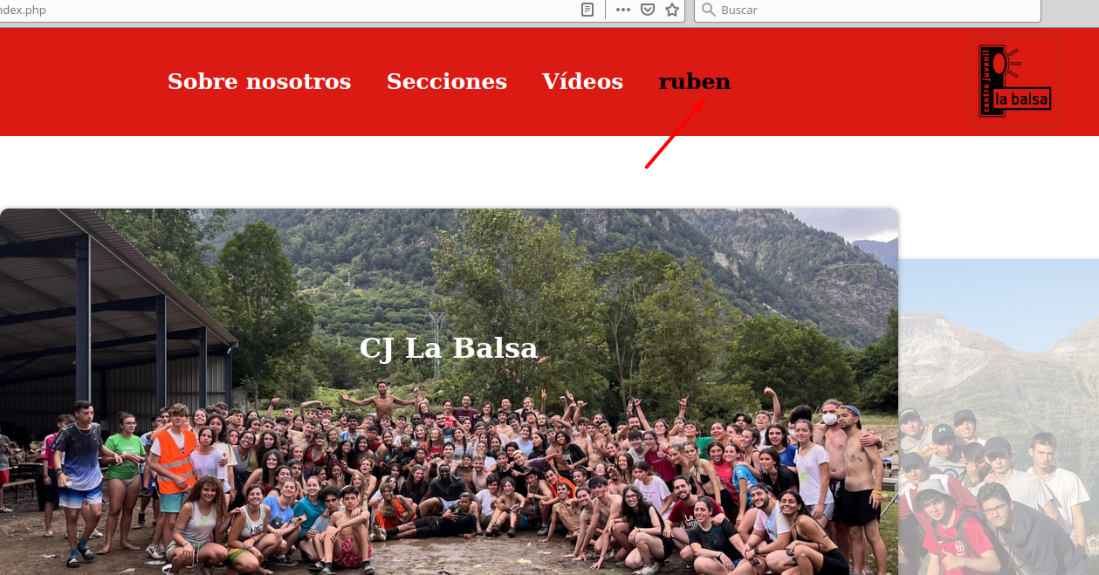 ndex.php
Buscar
Sobre nosotros Secciones Vídeos ruben
centro juvenil
la balsa
CJ La Balsa